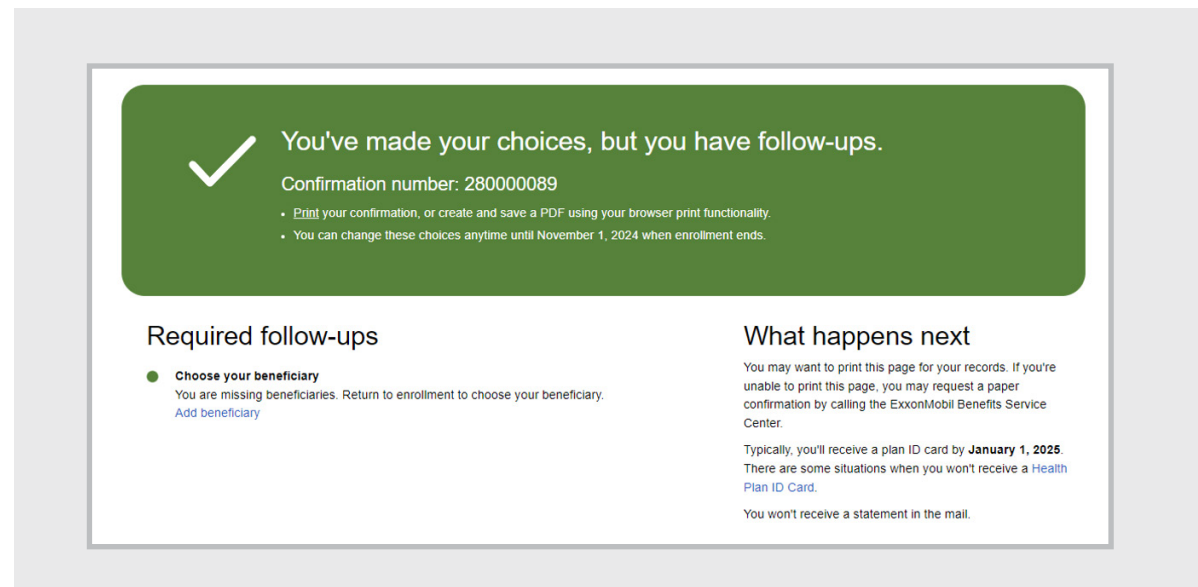 You've made your choices, but you have follow-ups.
Confirmation number: 280000089
• Print your confirmation, or create and save a PDF using your browser print functionality.
• You can change these choices anytime until November 1, 2024 when enrollment ends.
Required follow-ups
Choose your beneficiary
You are missing beneficiaries. Return to enrollment to choose your beneficiary.
Add beneficiary
What happens next
You may want to print this page for your records. If you're
unable to print this page, you may request a paper
confirmation by calling the ExxonMobil Benefits Service
Center.
Typically, you'll receive a plan ID card by January 1, 2025.
There are some situations when you won't receive a Health
Plan ID Card.
You won't receive a statement in the mail.